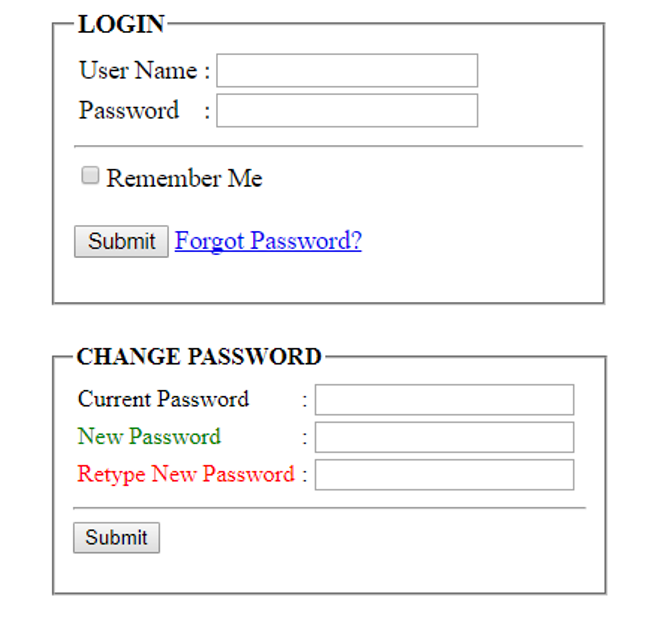 LOGIN
User Name :
Password :
Remember Me
Submit Forgot Password?
CHANGE PASSWORD
Current Password :
New Password :
Retype New Password :
Submit